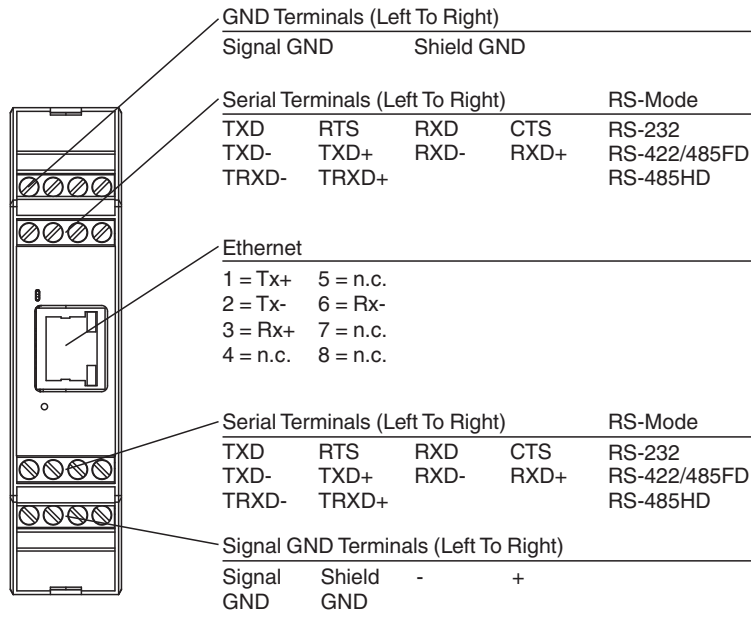 GND Terminals (Left To Right)
Signal GND Shield GND
Serial Terminals (Left To Right) RS-Mode
TXD RTS RXD CTS RS-232
TXD- TXD+ RXD- RXD+ RS-422/485FD
TRXD- TRXD+ RS-485HD
Ethernet
1 = Tx+ 5 = n.c.
2 = Tx- 6 = Rx-
3 = Rx+ 7 = n.c.
4 = n.c. 8 = n.c.
Serial Terminals (Left To Right) RS-Mode
TXD RTS RXD CTS RS-232
TXD- TXD+ RXD- RXD+ RS-422/485FD
TRXD- TRXD+ RS-485HD
Signal GND Terminals (Left To Right)
Signal Shield - +
GND GND